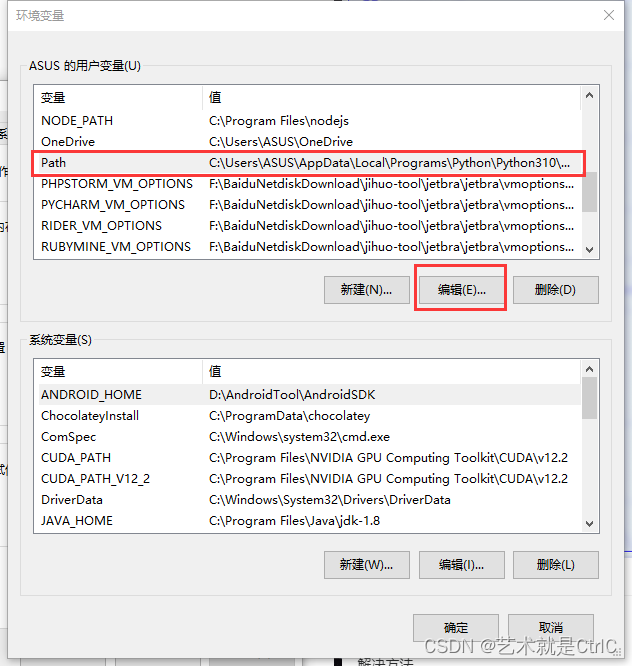 环境变量
ASUS 的用户变量(U)
变量 值
NODE_PATH C:\Program Files\nodejs
OneDrive C:\Users\ASUS\OneDrive
Path C:\Users\ASUS\AppData\Local\Programs\Python\Python310\...
PHPSTORM_VM_OPTIONS F:\BaiduNetdiskDownload\jihuo-tool\jetbra\jetbra\vmoptions...
PYCHARM_VM_OPTIONS F:\BaiduNetdiskDownload\jihuo-tool\jetbra\jetbra\vmoptions...
RIDER_VM_OPTIONS F:\BaiduNetdiskDownload\jihuo-tool\jetbra\jetbra\vmoptions...
RUBYMINE_VM_OPTIONS F:\BaiduNetdiskDownload\jihuo-tool\jetbra\jetbra\vmoptions...
新建(N)... 编辑(E)... 删除(D)
系统变量(S)
变量 值
ANDROID_HOME D:\AndroidTool\AndroidSDK
ChocolateyInstall C:\ProgramData\chocolatey
ComSpec C:\Windows\system32\cmd.exe
CUDA_PATH C:\Program Files\NVIDIA GPU Computing Toolkit\CUDA\v12.2
CUDA_PATH_V12_2 C:\Program Files\NVIDIA GPU Computing Toolkit\CUDA\v12.2
DriverData C:\Windows\System32\Drivers\DriverData
JAVA_HOME C:\Program Files\Java\jdk-1.8
新建(W)... 编辑(I)... 删除(L)
确定 取消
CSDN @艺术就是CtrlC
解决方法